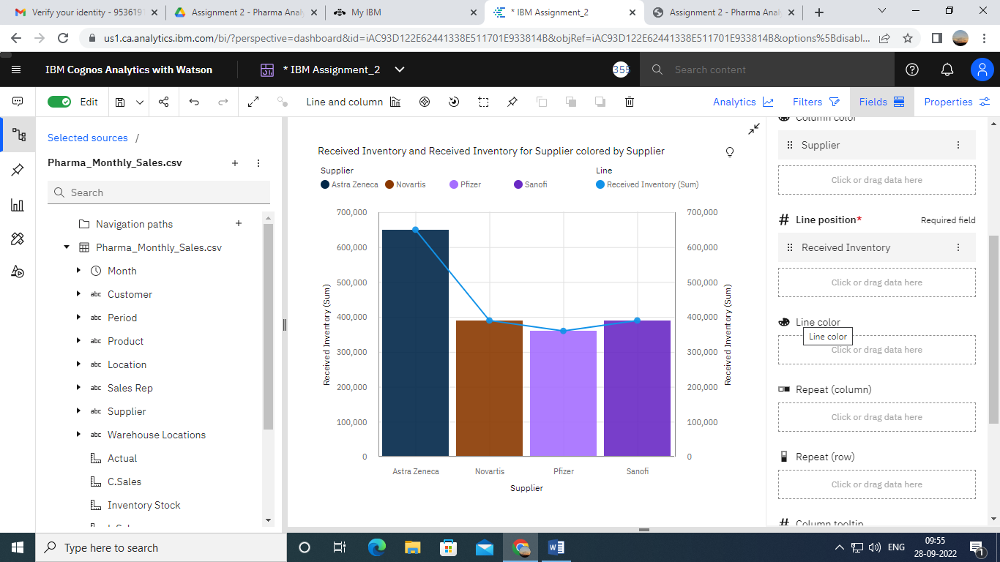 Verify your identity - 9536191
Assignment 2 - Pharma Anal
My IBM
* IBM Assignment_2
Assignment 2 - Pharma Anal
us1.ca.analytics.ibm.com/bi/?perspective=dashboard&id=iAC93D122E62441338E511701E933814B&objRef=iAC93D122E62441338E511701E933814B&options%5Bdisabl...
IBM Cognos Analytics with Watson
* IBM Assignment_2
355
Search content
Edit
Line and column
Analytics
Filters
Fields
Properties
Selected sources /
Pharma_Monthly_Sales.csv
Search
Navigation paths
Pharma_Monthly_Sales.csv
Month
abc Customer
abc Period
abc Product
abc Location
abc Sales Rep
abc Supplier
abc Warehouse Locations
Actual
C.Sales
Inventory Stock
Received Inventory and Received Inventory for Supplier colored by Supplier
Supplier
Line
Astra Zeneca
Novartis
Pfizer
Sanofi
Received Inventory (Sum)
700,000
600,000
500,000
400,000
300,000
200,000
100,000
0
Received Inventory (Sum)
700,000
600,000
500,000
400,000
300,000
200,000
100,000
0
Received Inventory (Sum)
Astra Zeneca
Novartis
Pfizer
Sanofi
Supplier
Column color
Supplier
Click or drag data here
# Line position*
Required field
Received Inventory
Click or drag data here
Line color
Line color
Click or drag data here
Repeat (column)
Click or drag data here
Repeat (row)
Click or drag data here
# Column tooltip
Type here to search
ENG
09:55
28-09-2022
1